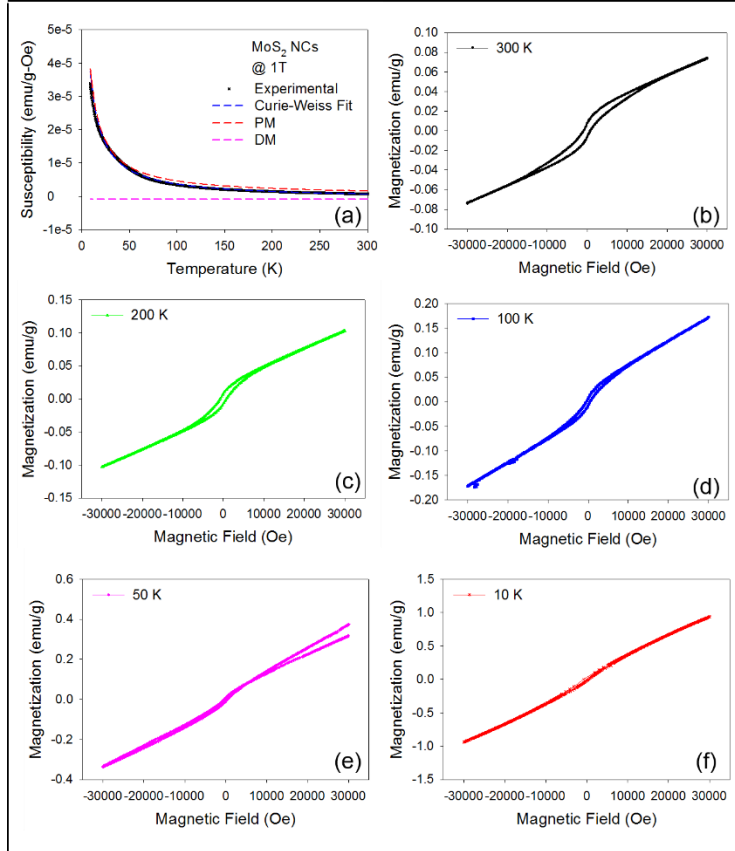 5e-5
4e-5
3e-5
2e-5
1e-5
0
-1e-5
Susceptibility (emu/g-Oe)
MoS₂ NCs
@ 1T
Experimental
Curie-Weiss Fit
PM
DM
(a)
0 50 100 150 200 250 300
Temperature (K)
0.10
0.08
0.06
0.04
0.02
0.00
-0.02
-0.04
-0.06
-0.08
-0.10
Magnetization (emu/g)
300 K
(b)
-30000 -20000 -10000 0 10000 20000 30000
Magnetic Field (Oe)
0.15
0.10
0.05
0.00
-0.05
-0.10
-0.15
Magnetization (emu/g)
200 K
(c)
-30000 -20000 -10000 0 10000 20000 30000
Magnetic Field (Oe)
0.20
0.15
0.10
0.05
0.00
-0.05
-0.10
-0.15
-0.20
Magnetization (emu/g)
100 K
(d)
-30000 -20000 -10000 0 10000 20000 30000
Magnetic Field (Oe)
0.6
0.4
0.2
0.0
-0.2
-0.4
Magnetization (emu/g)
50 K
(e)
-30000 -20000 -10000 0 10000 20000 30000
Magnetic Field (Oe)
1.5
1.0
0.5
0.0
-0.5
-1.0
-1.5
Magnetization (emu/g)
10 K
(f)
-30000 -20000 -10000 0 10000 20000 30000
Magnetic Field (Oe)